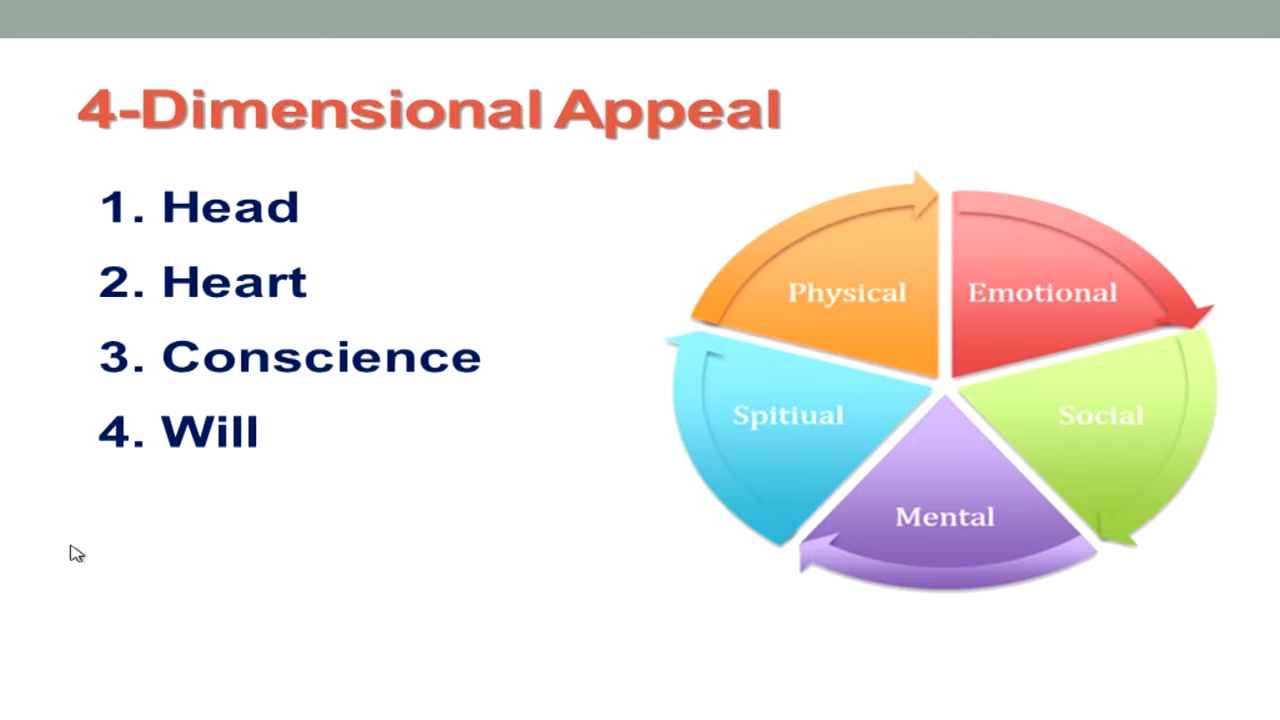 4-Dimensional Appeal
1. Head
2. Heart
3. Conscience
4. Will
Physical
Emotional
Spitiual
Social
Mental